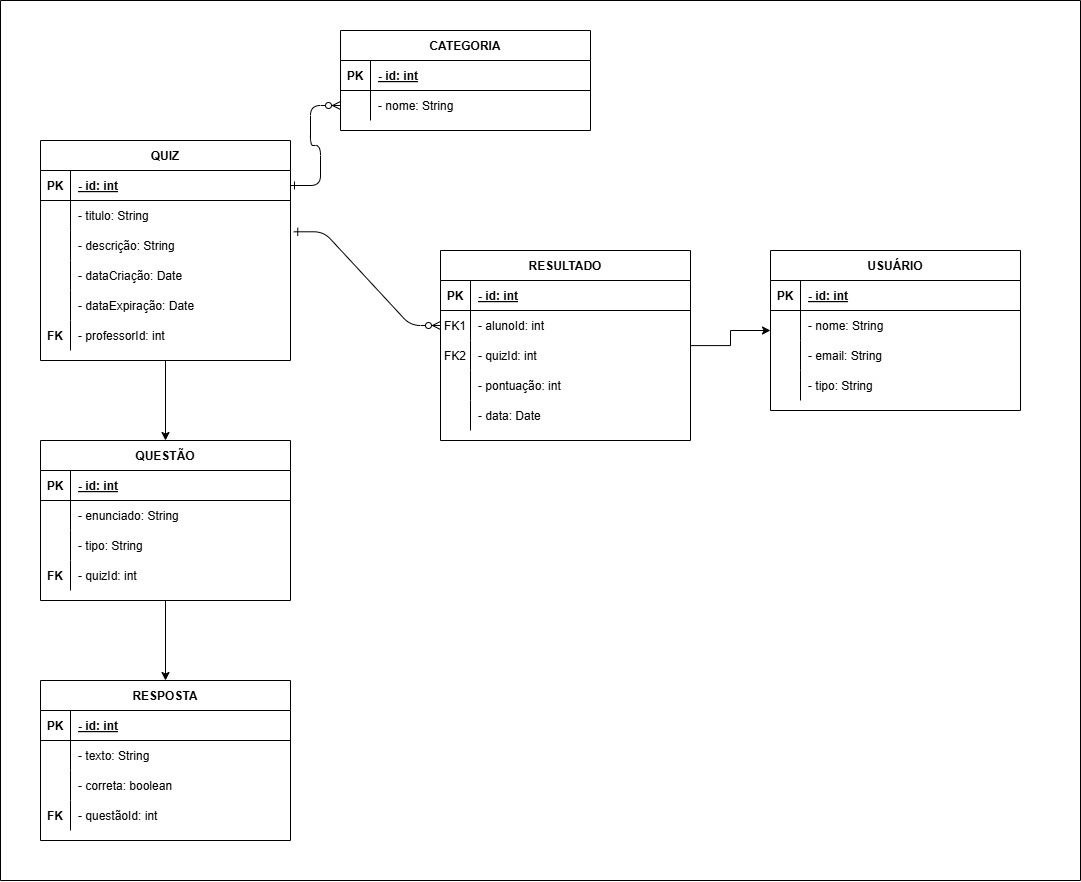 CATEGORIA
PK - id: int
- nome: String
QUIZ
PK - id: int
- titulo: String
- descrição: String
- dataCriação: Date
- dataExpiração: Date
FK - professorId: int
RESULTADO
PK - id: int
FK1 - alunoId: int
FK2 - quizId: int
- pontuação: int
- data: Date
USUÁRIO
PK - id: int
- nome: String
- email: String
- tipo: String
QUESTÃO
PK - id: int
- enunciado: String
- tipo: String
FK - quizId: int
RESPOSTA
PK - id: int
- texto: String
- correta: boolean
FK - questãoId: int